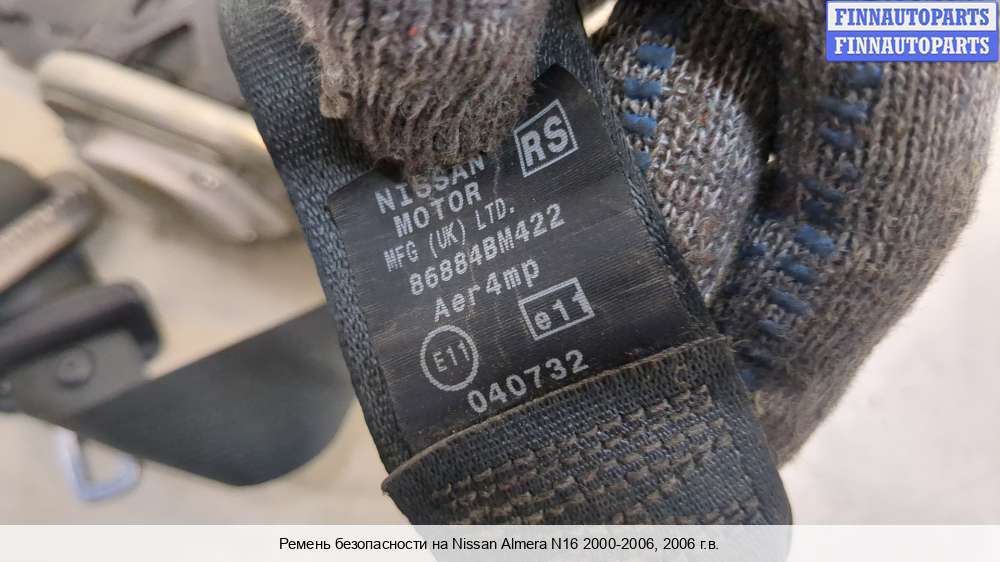 FINNAUTOPARTS
FINNAUTOPARTS
RS
NISSAN
MOTOR
MFG (UK) LTD.
86884BM422
Aer4mp
E11
e11
040732
Ремень безопасности на Nissan Almera N16 2000-2006, 2006 г.в.